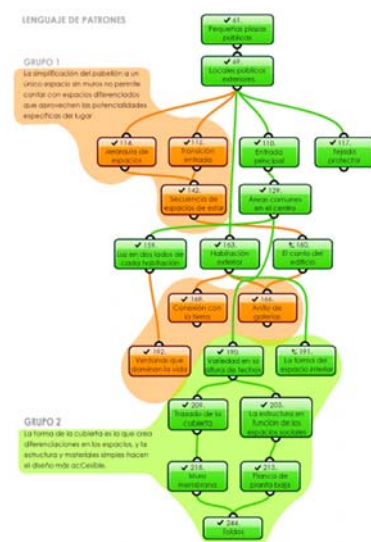 LENGUAJE DE PATRONES
61.
Pequeñas plazas
públicas
69.
Locales públicos
exteriores
GRUPO 1
La simplificación del pabellón a un
único espacio sin muros no permite
contar con espacios diferenciados
que aprovechen las potencialidades
específicas del lugar
114.
Jerarquía de
espacios
112.
Transición
entrada
110.
Entrada
principal
117.
Tejado
protector
142.
Secuencia de
espacios de estar
129.
Áreas comunes
en el centro
159.
Luz en dos lados de
cada habitación
163.
Habitación
exterior
160.
El canto del
edificio
168.
Conexión con
la tierra
166.
Anillo de
galerías
192.
Ventanas que
dominan la vida
190.
Variedad en la
altura de techos
191.
La forma del
espacio interior
GRUPO 2
La forma de la cubierta es lo que crea
diferenciaciones en los espacios, y la
estructura y materiales simples hacen
el diseño más acCesible.
209.
Trazado de la
cubierta
205.
La estructura en
función de los
espacios sociales
218.
Muro
membrana
213.
Planca de
planta baja
244.
Toldos